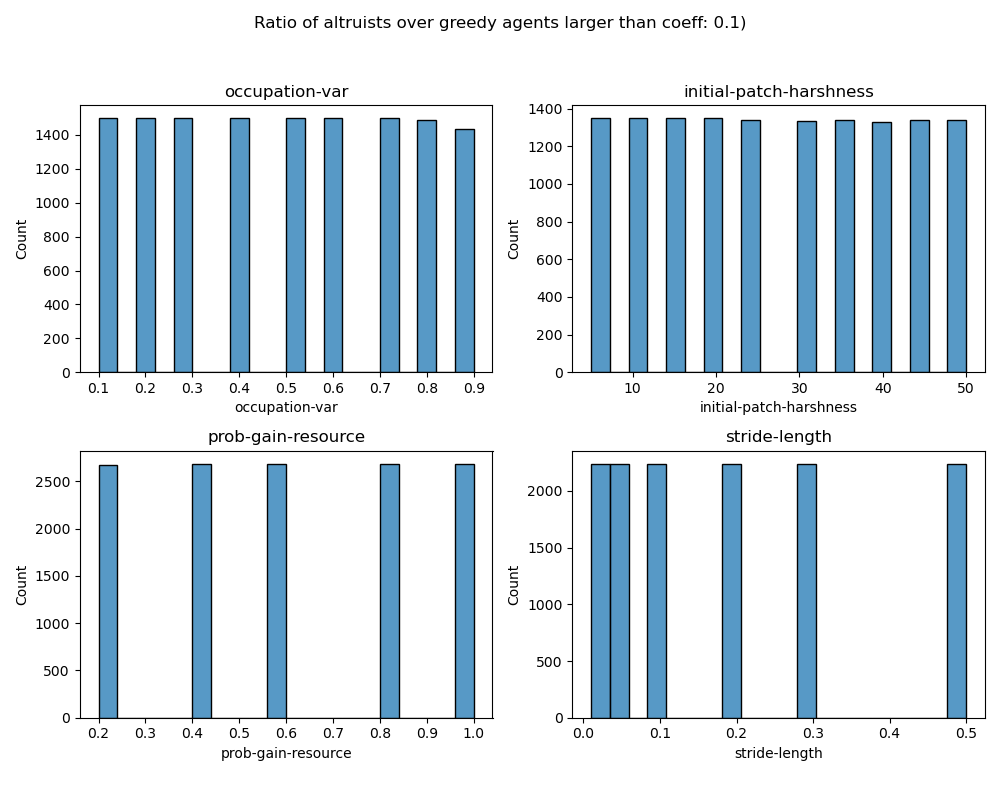 Ratio of altruists over greedy agents larger than coeff: 0.1)
occupation-var
1400
1200
1000
800
600
400
200
0
Count
0.1 0.2 0.3 0.4 0.5 0.6 0.7 0.8 0.9
occupation-var
initial-patch-harshness
1400
1200
1000
800
600
400
200
0
Count
10 20 30 40 50
initial-patch-harshness
prob-gain-resource
2500
2000
1500
1000
500
0
Count
0.2 0.3 0.4 0.5 0.6 0.7 0.8 0.9 1.0
prob-gain-resource
stride-length
2000
1500
1000
500
0
Count
0.0 0.1 0.2 0.3 0.4 0.5
stride-length